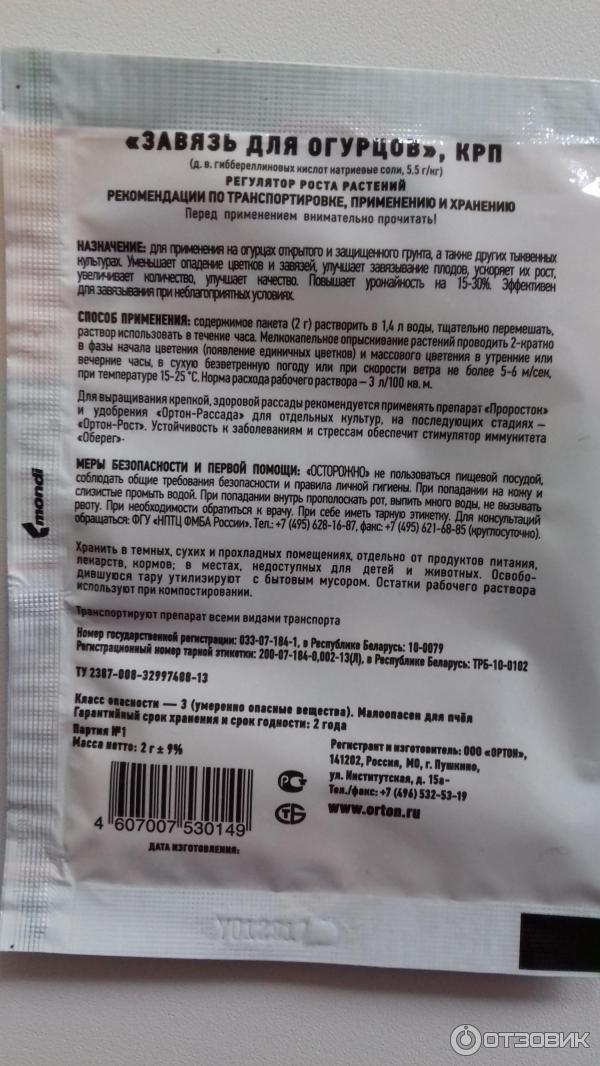 «ЗАВЯЗЬ ДЛЯ ОГУРЦОВ», КРП
(д. в. гиббереллиновых кислот натриевые соли, 5.5 г/кг)
РЕГУЛЯТОР РОСТА РАСТЕНИЙ
РЕКОМЕНДАЦИИ ПО ТРАНСПОРТИРОВКЕ, ПРИМЕНЕНИЮ И ХРАНЕНИЮ
Перед применением внимательно прочитать!
НАЗНАЧЕНИЕ: для применения на огурцах открытого и защищенного грунта, а также других тыквенных
культурах. Уменьшает опадение цветков и завязей, улучшает завязывание плодов, ускоряет их рост,
увеличивает количество, улучшает качество. Повышает урожайность на 15-30%. Эффективен
для завязывания при неблагоприятных условиях.
СПОСОБ ПРИМЕНЕНИЯ: содержимое пакета (2 г) растворить в 1,4 л воды, тщательно перемешать,
раствор использовать в течение часа. Мелкокапельное опрыскивание растений проводить 2-кратно
в фазы начала цветения (появление единичных цветков) и массового цветения в утренние или
вечерние часы, в сухую безветренную погоду или при скорости ветра не более 5-6 м/сек,
при температуре 15-25 °С. Норма расхода рабочего раствора – 3 л/100 кв. м.
Для выращивания крепкой, здоровой рассады рекомендуется применять препарат «Проросток»
и удобрения «Ортон-Рассада» для отдельных культур, на последующих стадиях –
«Ортон-Рост». Устойчивость к заболеваниям и стрессам обеспечит стимулятор иммунитета
«Оберег»·
МЕРЫ БЕЗОПАСНОСТИ И ПЕРВОЙ ПОМОЩИ: «ОСТОРОЖНО» не пользоваться пищевой посудой,
соблюдать общие требования безопасности и правила личной гигиены. При попадании на кожу и
слизистые промыть водой. При попадании внутрь прополоскать рот, выпить много воды, не вызывать
рвоту. При необходимости обратиться к врачу. При себе иметь тарную этикетку. Для консультаций
обращаться: ФГУ «НПТЦ ФМБА России». Тел.: +7 (495) 628-16-87, факс: +7 (495) 621-68-85 (круглосуточно).
Хранить в темных, сухих и прохладных помещениях, отдельно от продуктов питания,
лекарств, кормов; в местах, недоступных для детей и животных. Освобо-
дившуюся тару утилизируют с бытовым мусором. Остатки рабочего раствора
используют при компостировании.
Транспортируют препарат всеми видами транспорта
Номер государственной регистрации: 033-07-184-1, в Республике Беларусь: 10-0079
Регистрационный номер тарной этикетки: 200-07-184-0,002-13(Л), в Республике Беларусь: ТРБ-10-0102
ТУ 2387-008-32997408-13
Класс опасности — 3 (умеренно опасные вещества). Малоопасен для пчёл
Гарантийный срок хранения и срок годности: 2 года
Партия №1
Масса нетто: 2 г ± 9%
4 607007 530149
ДАТА ИЗГОТОВЛЕНИЯ:
Регистрант и изготовитель: ООО «ОРТОН»,
141202, Россия, МО, г. Пушкино,
ул. Институтская, д. 15а-
Тел./факс: +7 (496) 532-53-19
www.orton.ru
mondi
ОТЗОВИК